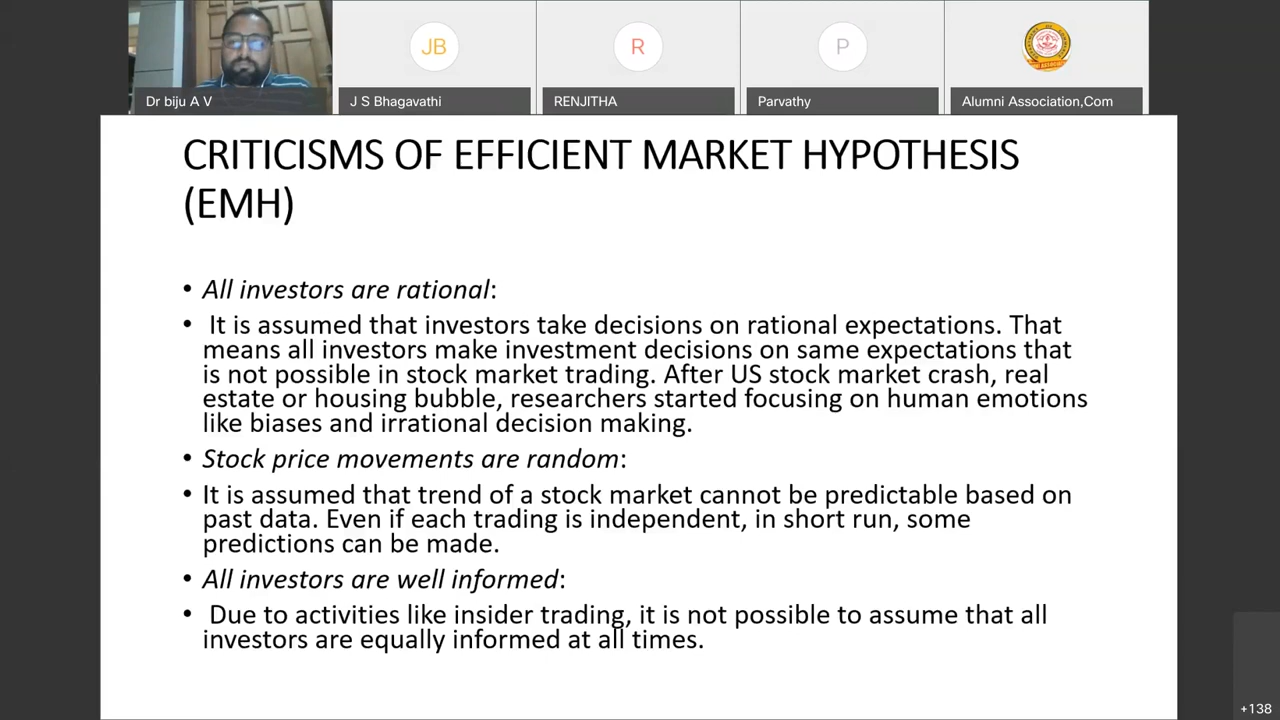 Dr biju A V
JB
J S Bhagavathi
R
RENJITHA
P
Parvathy
Alumni Association,Com
CRITICISMS OF EFFICIENT MARKET HYPOTHESIS
(EMH)
• All investors are rational:
• It is assumed that investors take decisions on rational expectations. That
means all investors make investment decisions on same expectations that
is not possible in stock market trading. After US stock market crash, real
estate or housing bubble, researchers started focusing on human emotions
like biases and irrational decision making.
• Stock price movements are random:
• It is assumed that trend of a stock market cannot be predictable based on
past data. Even if each trading is independent, in short run, some
predictions can be made.
• All investors are well informed:
• Due to activities like insider trading, it is not possible to assume that all
investors are equally informed at all times.
+138